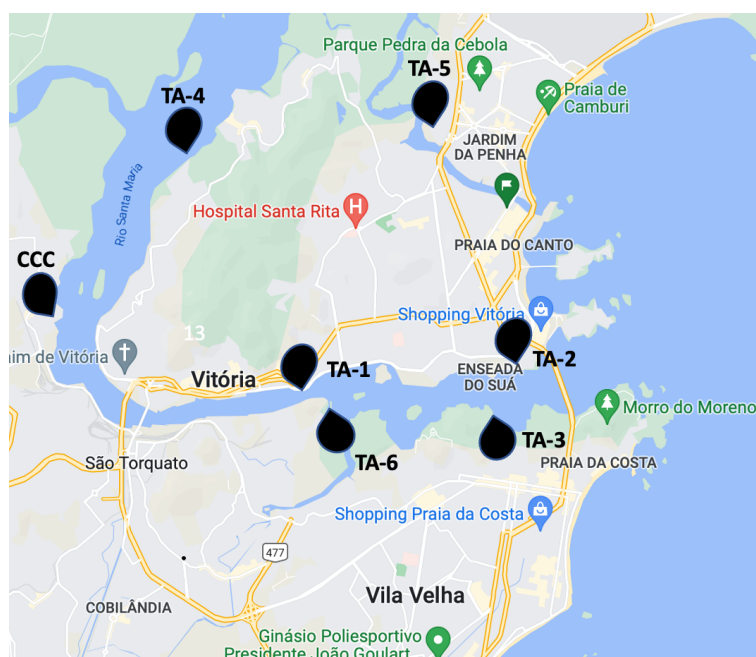 Parque Pedra da Cebola
TA-5
Praia de
Camburi
TA-4
JARDIM
DA PENHA
Rio Santa Maria
Hospital Santa Rita
H
PRAIA DO CANTO
CCC
Shopping Vitória
13
im de Vitória
TA-1
TA-2
Vitória
ENSEADA
DO SUÁ
Morro do Moreno
TA-3
TA-6
São Torquato
PRAIA DA COSTA
Shopping Praia da Costa
477
Vila Velha
COBILÂNDIA
Ginásio Poliesportivo
Presidente João Goulart